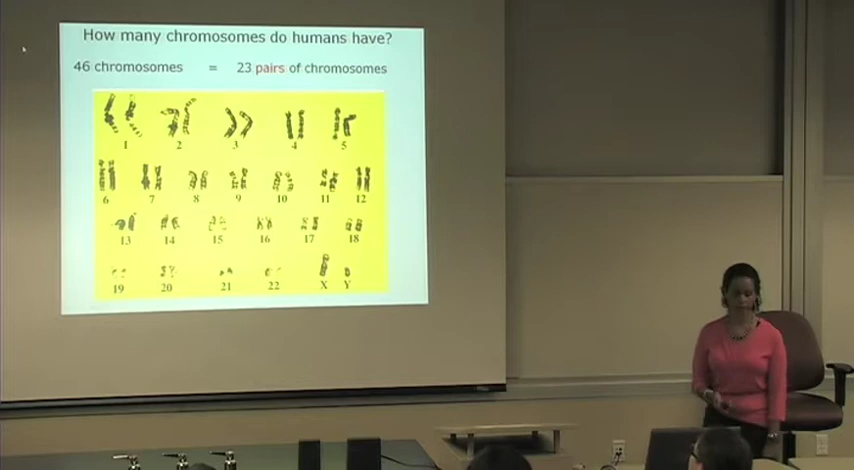 How many chromosomes do humans have?
46 chromosomes = 23 pairs of chromosomes
1 2 3 4 5
6 7 8 9 10 11 12
13 14 15 16 17 18
19 20 21 22 X Y